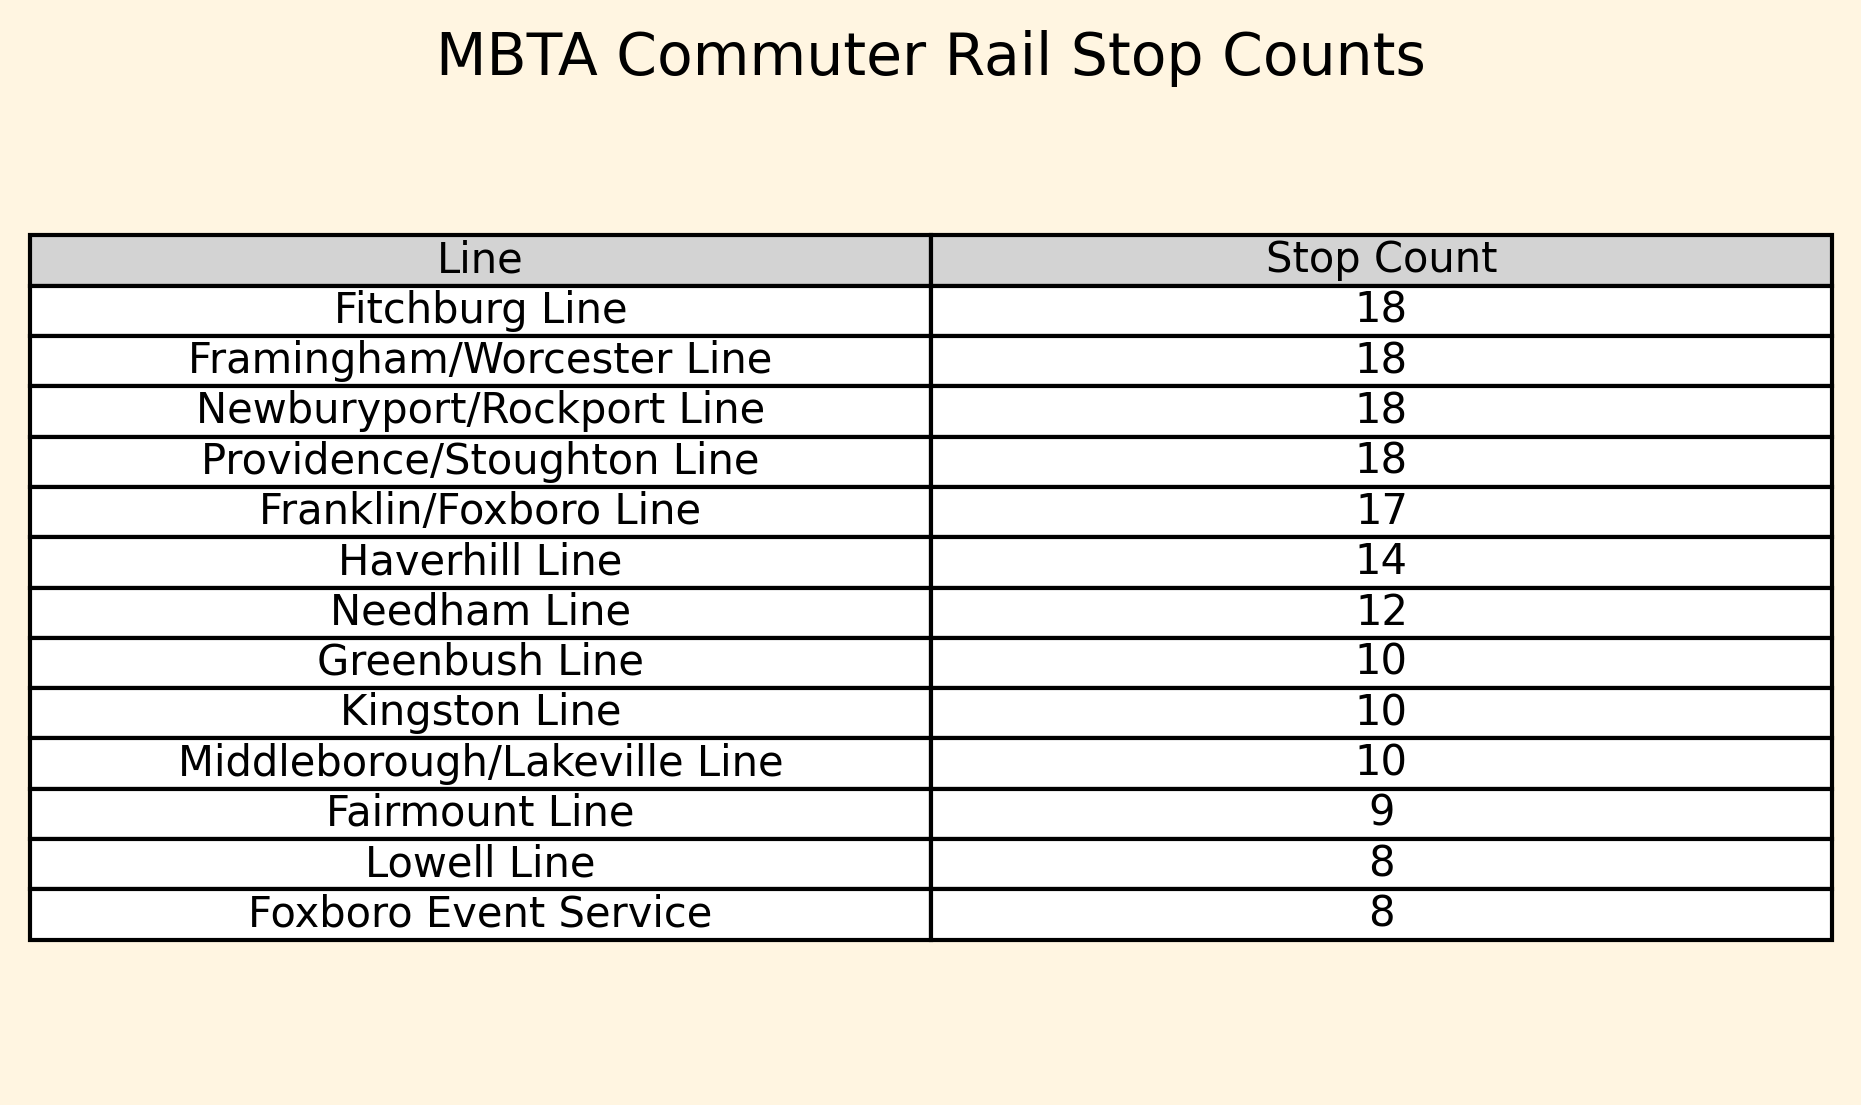 MBTA Commuter Rail Stop Counts
Line Stop Count
Fitchburg Line 18
Framingham/Worcester Line 18
Newburyport/Rockport Line 18
Providence/Stoughton Line 18
Franklin/Foxboro Line 17
Haverhill Line 14
Needham Line 12
Greenbush Line 10
Kingston Line 10
Middleborough/Lakeville Line 10
Fairmount Line 9
Lowell Line 8
Foxboro Event Service 8